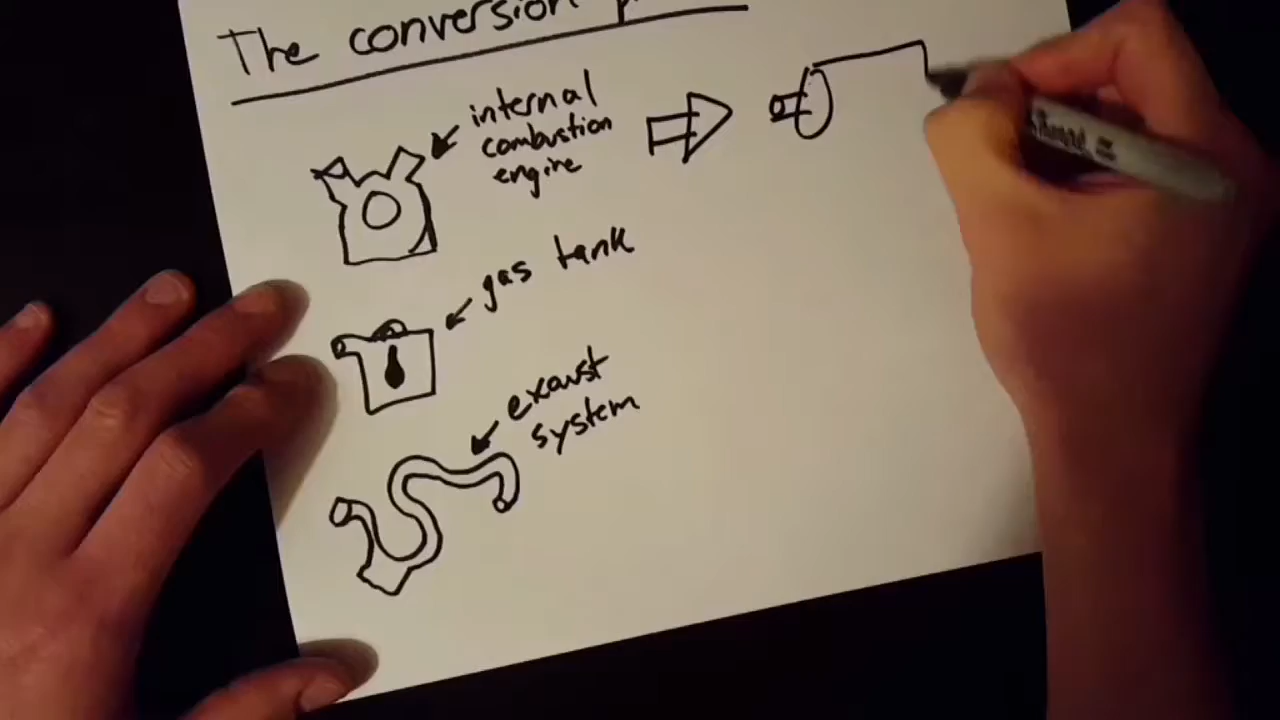 The conversion
internal
combustion
engine
gas tank
exaust
system